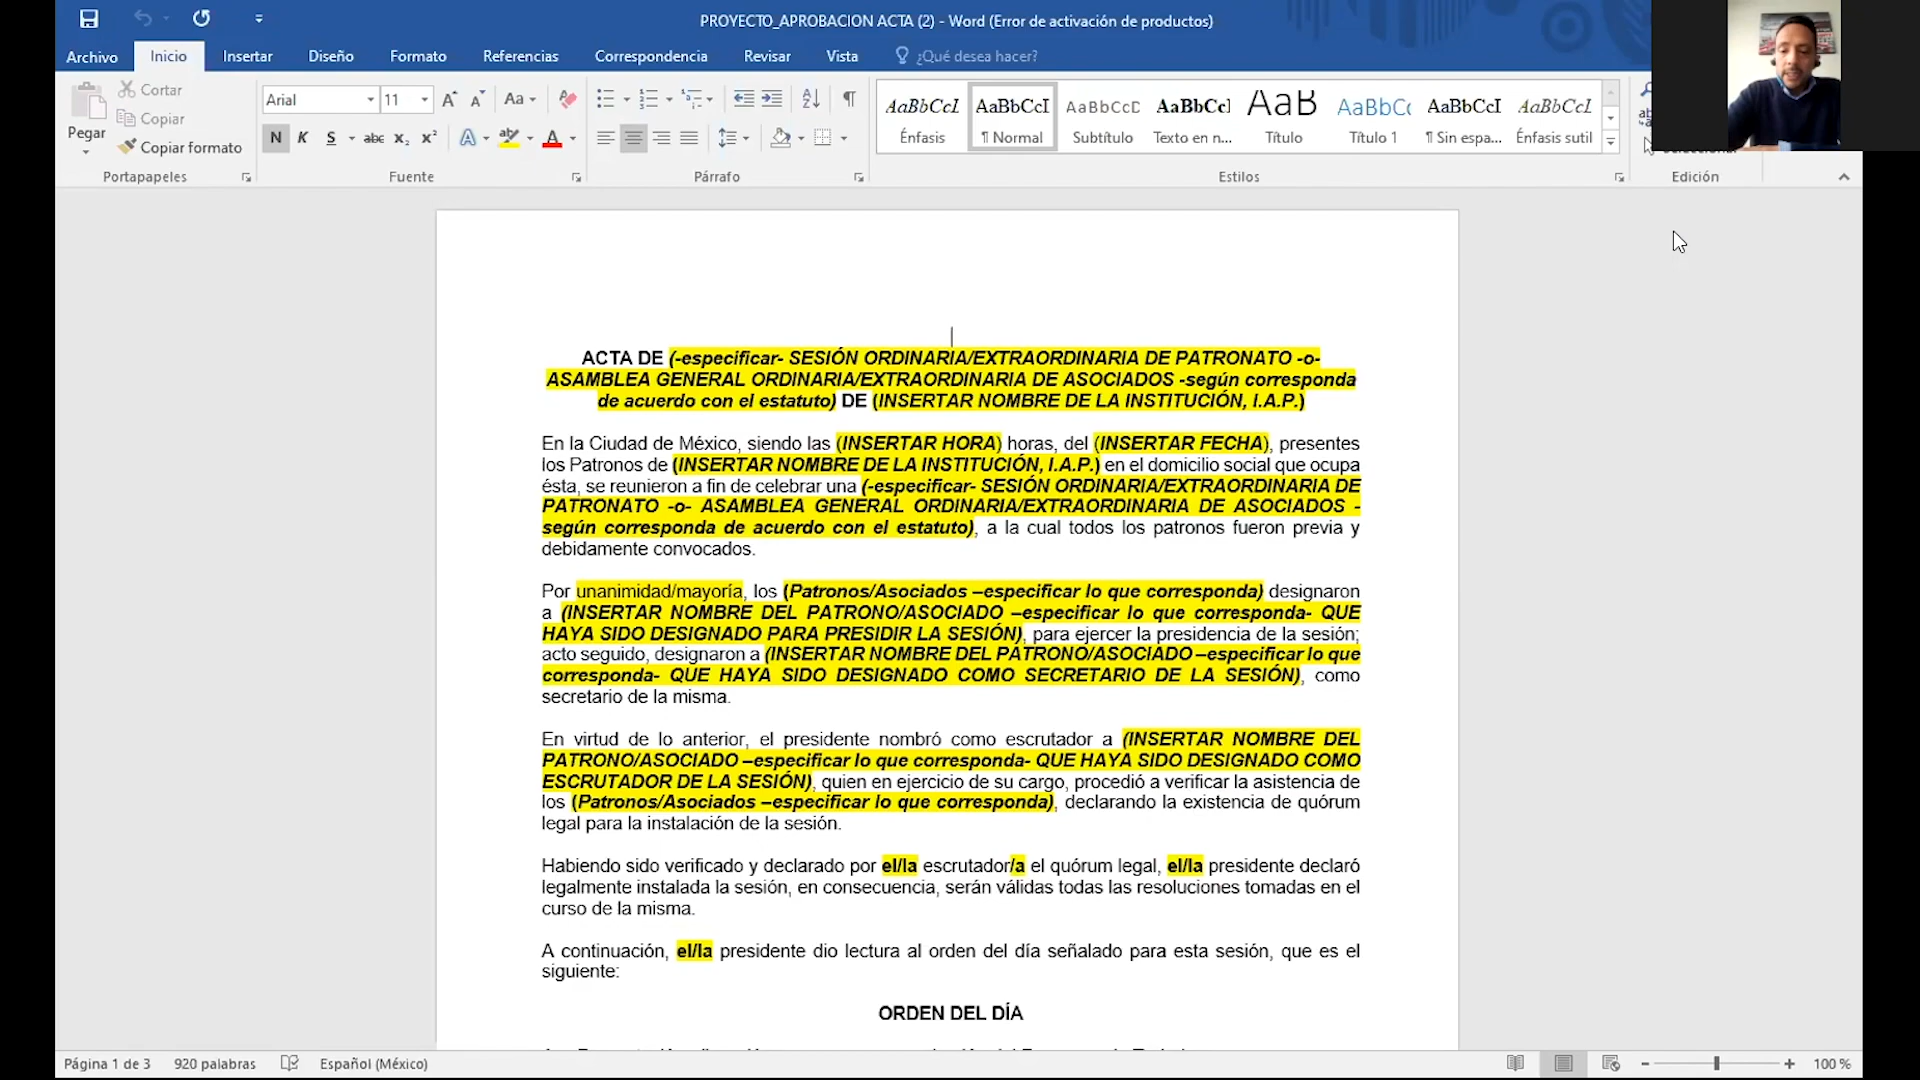 PROYECTO_APROBACION ACTA (2) - Word (Error de activación de productos)
Archivo Inicio Insertar Diseño Formato Referencias Correspondencia Revisar Vista ¿Qué desea hacer?
Pegar
Cortar
Copiar
Copiar formato
Portapapeles
Arial 11
N K S abc x₂ x²
Fuente
Párrafo
AaBbCcI AaBbCcI AaBbCcD AaBbCcI AaB AaBbCc AaBbCcI AaBbCcI
Énfasis ¶ Normal Subtítulo Texto en n... Título Título 1 ¶ Sin espa... Énfasis sutil
Estilos
Edición
ACTA DE (-especificar- SESIÓN ORDINARIA/EXTRAORDINARIA DE PATRONATO -o-
ASAMBLEA GENERAL ORDINARIA/EXTRAORDINARIA DE ASOCIADOS -según corresponda
de acuerdo con el estatuto) DE (INSERTAR NOMBRE DE LA INSTITUCIÓN, I.A.P.)
En la Ciudad de México, siendo las (INSERTAR HORA) horas, del (INSERTAR FECHA), presentes
los Patronos de (INSERTAR NOMBRE DE LA INSTITUCIÓN, I.A.P.) en el domicilio social que ocupa
ésta, se reunieron a fin de celebrar una (-especificar- SESIÓN ORDINARIA/EXTRAORDINARIA DE
PATRONATO -o- ASAMBLEA GENERAL ORDINARIA/EXTRAORDINARIA DE ASOCIADOS -
según corresponda de acuerdo con el estatuto), a la cual todos los patronos fueron previa y
debidamente convocados.
Por unanimidad/mayoría, los (Patronos/Asociados –especificar lo que corresponda) designaron
a (INSERTAR NOMBRE DEL PATRONO/ASOCIADO –especificar lo que corresponda- QUE
HAYA SIDO DESIGNADO PARA PRESIDIR LA SESIÓN), para ejercer la presidencia de la sesión;
acto seguido, designaron a (INSERTAR NOMBRE DEL PATRONO/ASOCIADO –especificar lo que
corresponda- QUE HAYA SIDO DESIGNADO COMO SECRETARIO DE LA SESIÓN), como
secretario de la misma.
En virtud de lo anterior, el presidente nombró como escrutador a (INSERTAR NOMBRE DEL
PATRONO/ASOCIADO –especificar lo que corresponda- QUE HAYA SIDO DESIGNADO COMO
ESCRUTADOR DE LA SESIÓN), quien en ejercicio de su cargo, procedió a verificar la asistencia de
los (Patronos/Asociados –especificar lo que corresponda), declarando la existencia de quórum
legal para la instalación de la sesión.
Habiendo sido verificado y declarado por el/la escrutador/a el quórum legal, el/la presidente declaró
legalmente instalada la sesión, en consecuencia, serán válidas todas las resoluciones tomadas en el
curso de la misma.
A continuación, el/la presidente dio lectura al orden del día señalado para esta sesión, que es el
siguiente:
ORDEN DEL DÍA
Página 1 de 3 920 palabras Español (México) 100 %